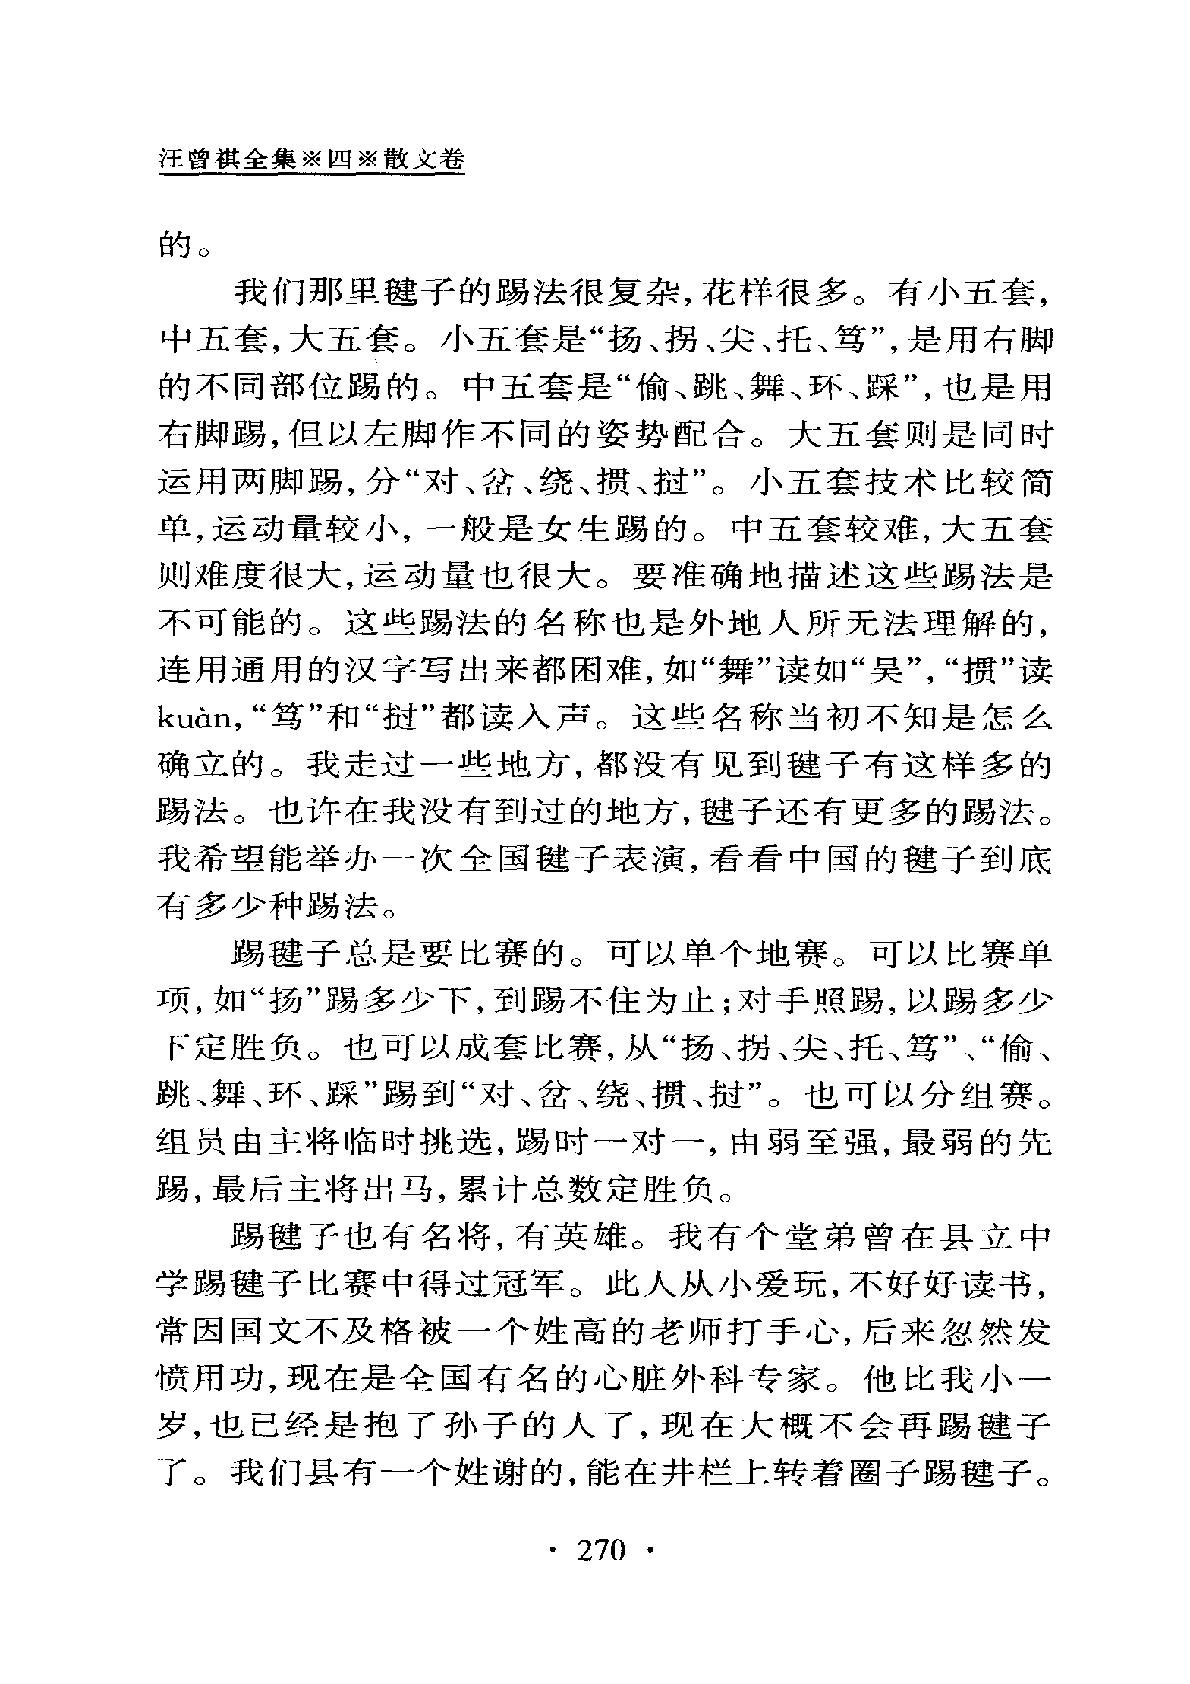 汪曾祺全集※四※散文卷
的。
我们那里毽子的踢法很复杂,花样很多。有小五套,
中五套,大五套。小五套是“扬、拐、尖、托、笃”,是用右脚
的不同部位踢的。中五套是“偷、跳、舞、环、踩”,也是用
右脚踢,但以左脚作不同的姿势配合。大五套则是同时
运用两脚踢,分“对、岔、绕、掼、挝”。小五套技术比较简
单,运动量较小,一般是女生踢的。中五套较难,大五套
则难度很大,运动量也很大。要准确地描述这些踢法是
不可能的。这些踢法的名称也是外地人所无法理解的,
连用通用的汉字写出来都困难,如“舞”读如“吴”,“掼”读
kuàn,“笃”和“挝”都读入声。这些名称当初不知是怎么
确立的。我走过一些地方,都没有见到毽子有这样多的
踢法。也许在我没有到过的地方,毽子还有更多的踢法。
我希望能举办一次全国毽子表演,看看中国的毽子到底
有多少种踢法。
踢毽子总是要比赛的。可以单个地赛。可以比赛单
项,如“扬”踢多少下,到踢不住为止;对手照踢,以踢多少
下定胜负。也可以成套比赛,从“扬、拐、尖、托、笃”、“偷、
跳、舞、环、踩”踢到“对、岔、绕、掼、挝”。也可以分组赛。
组员由主将临时挑选,踢时一对一,由弱至强,最弱的先
踢,最后主将出马,累计总数定胜负。
踢毽子也有名将,有英雄。我有个堂弟曾在县立中
学踢毽子比赛中得过冠军。此人从小爱玩,不好好读书,
常因国文不及格被一个姓高的老师打手心,后来忽然发
愤用功,现在是全国有名的心脏外科专家。他比我小一
岁,也已经是抱了孙子的人了,现在大概不会再踢毽子
了。我们县有一个姓谢的,能在井栏上转着圈子踢毽子。
· 270 ·